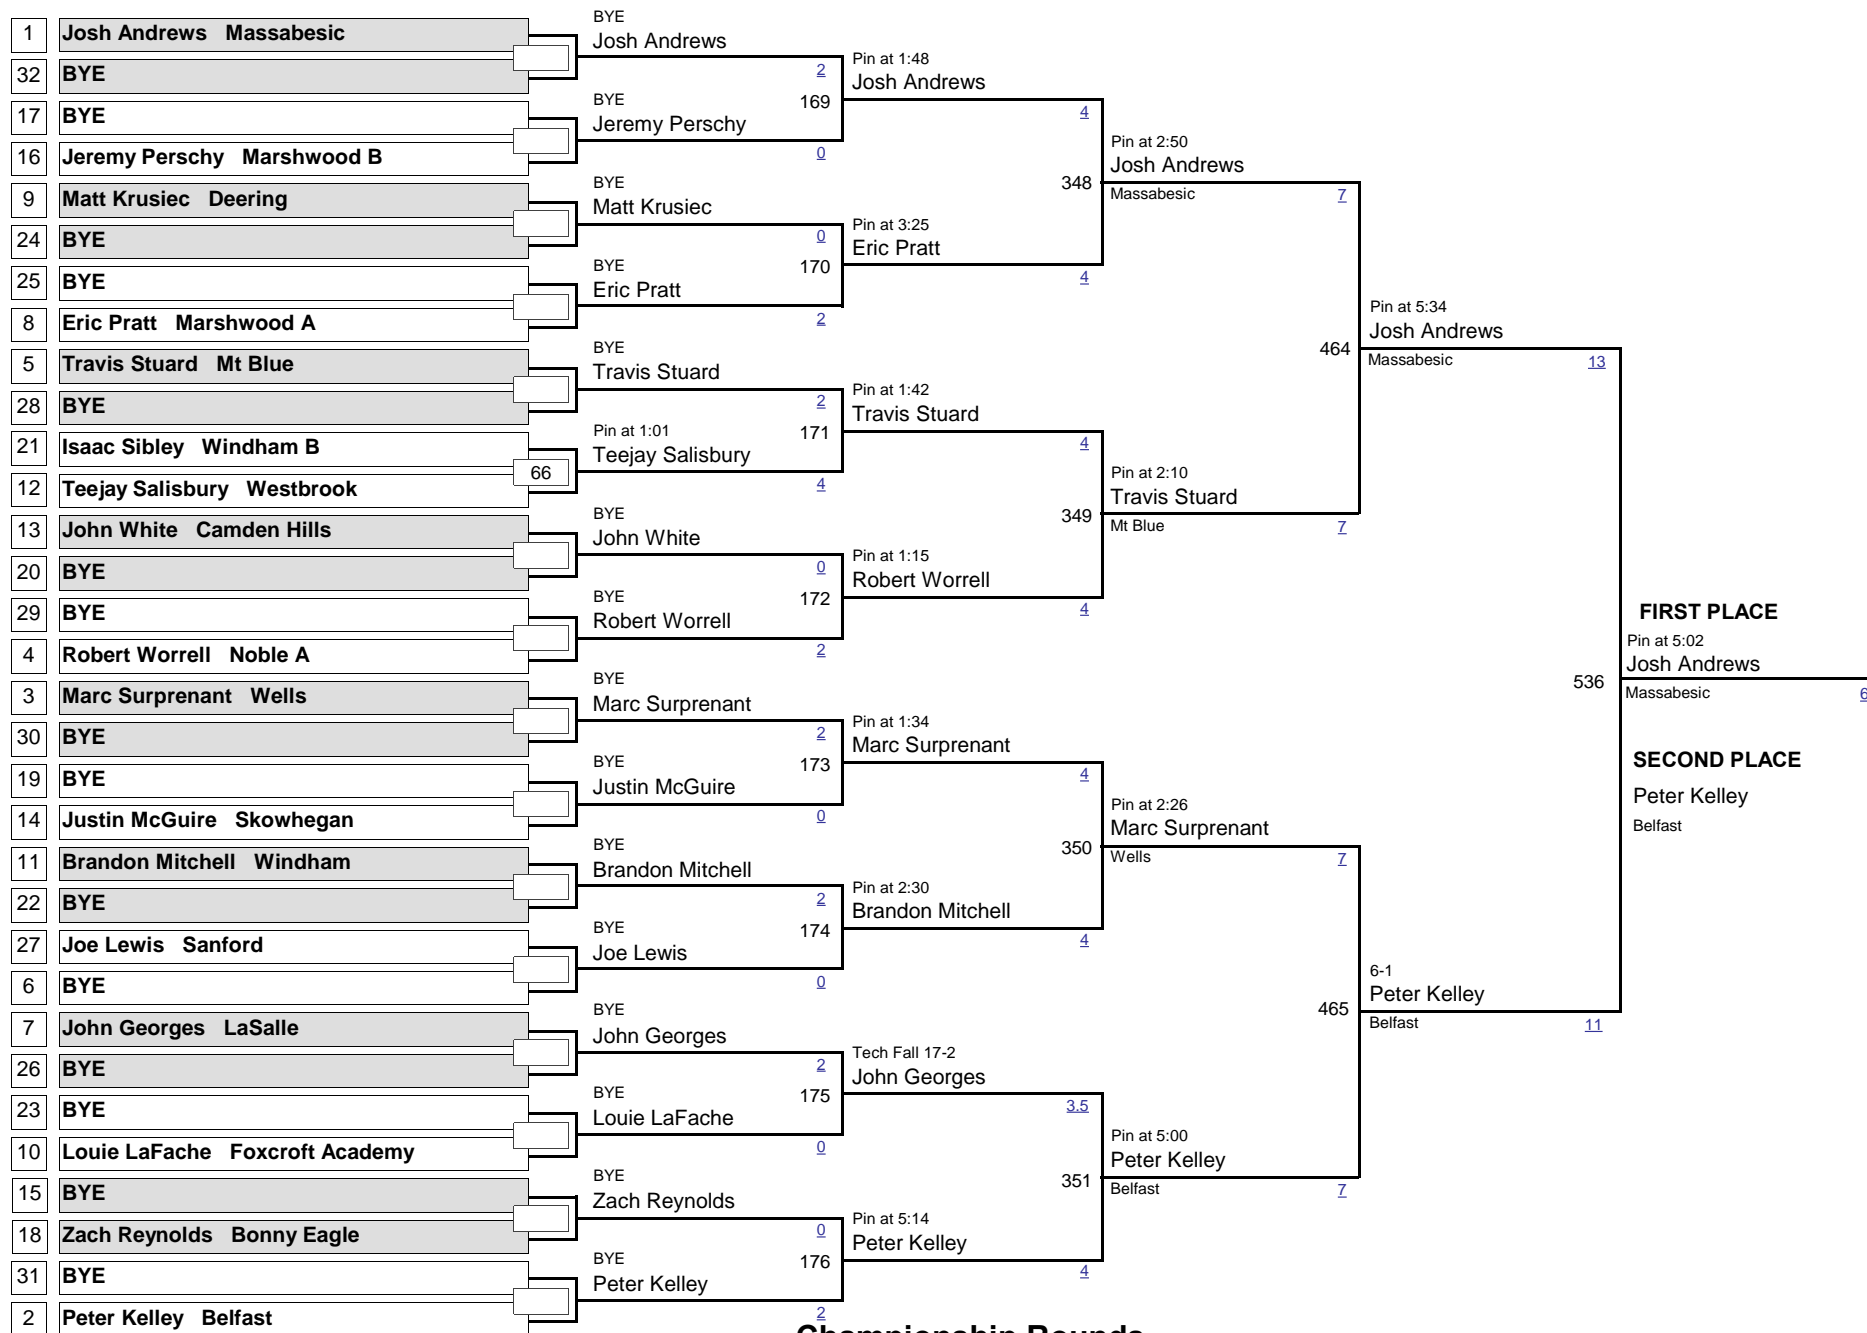 1 Josh Andrews Massabesic
32 BYE
17 BYE
16 Jeremy Perschy Marshwood B
9 Matt Krusiec Deering
24 BYE
25 BYE
8 Eric Pratt Marshwood A
5 Travis Stuard Mt Blue
28 BYE
21 Isaac Sibley Windham B
66
12 Teejay Salisbury Westbrook
13 John White Camden Hills
20 BYE
29 BYE
4 Robert Worrell Noble A
3 Marc Surprenant Wells
30 BYE
19 BYE
14 Justin McGuire Skowhegan
11 Brandon Mitchell Windham
22 BYE
27 Joe Lewis Sanford
6 BYE
7 John Georges LaSalle
26 BYE
23 BYE
10 Louie LaFache Foxcroft Academy
15 BYE
18 Zach Reynolds Bonny Eagle
31 BYE
2 Peter Kelley Belfast
BYE
Josh Andrews
2
169
BYE
Jeremy Perschy
0
BYE
Matt Krusiec
0
170
BYE
Eric Pratt
2
BYE
Travis Stuard
2
171
Pin at 1:01
Teejay Salisbury
4
BYE
John White
0
172
BYE
Robert Worrell
2
BYE
Marc Surprenant
2
173
BYE
Justin McGuire
0
BYE
Brandon Mitchell
2
174
BYE
Joe Lewis
0
BYE
John Georges
2
175
BYE
Louie LaFache
0
BYE
Zach Reynolds
0
176
BYE
Peter Kelley
2
Pin at 1:48
Josh Andrews
4
348
Pin at 3:25
Eric Pratt
4
Pin at 1:42
Travis Stuard
4
349
Pin at 1:15
Robert Worrell
4
Pin at 1:34
Marc Surprenant
4
350
Pin at 2:30
Brandon Mitchell
4
Tech Fall 17-2
John Georges
3.5
351
Pin at 5:14
Peter Kelley
4
Pin at 2:50
Josh Andrews
Massabesic
7
464
Pin at 2:10
Travis Stuard
Mt Blue
7
Pin at 2:26
Marc Surprenant
Wells
7
465
Pin at 5:00
Peter Kelley
Belfast
7
Pin at 5:34
Josh Andrews
Massabesic
13
536
6-1
Peter Kelley
Belfast
11
FIRST PLACE
Pin at 5:02
Josh Andrews
Massabesic
6
SECOND PLACE
Peter Kelley
Belfast
Championship Rounds